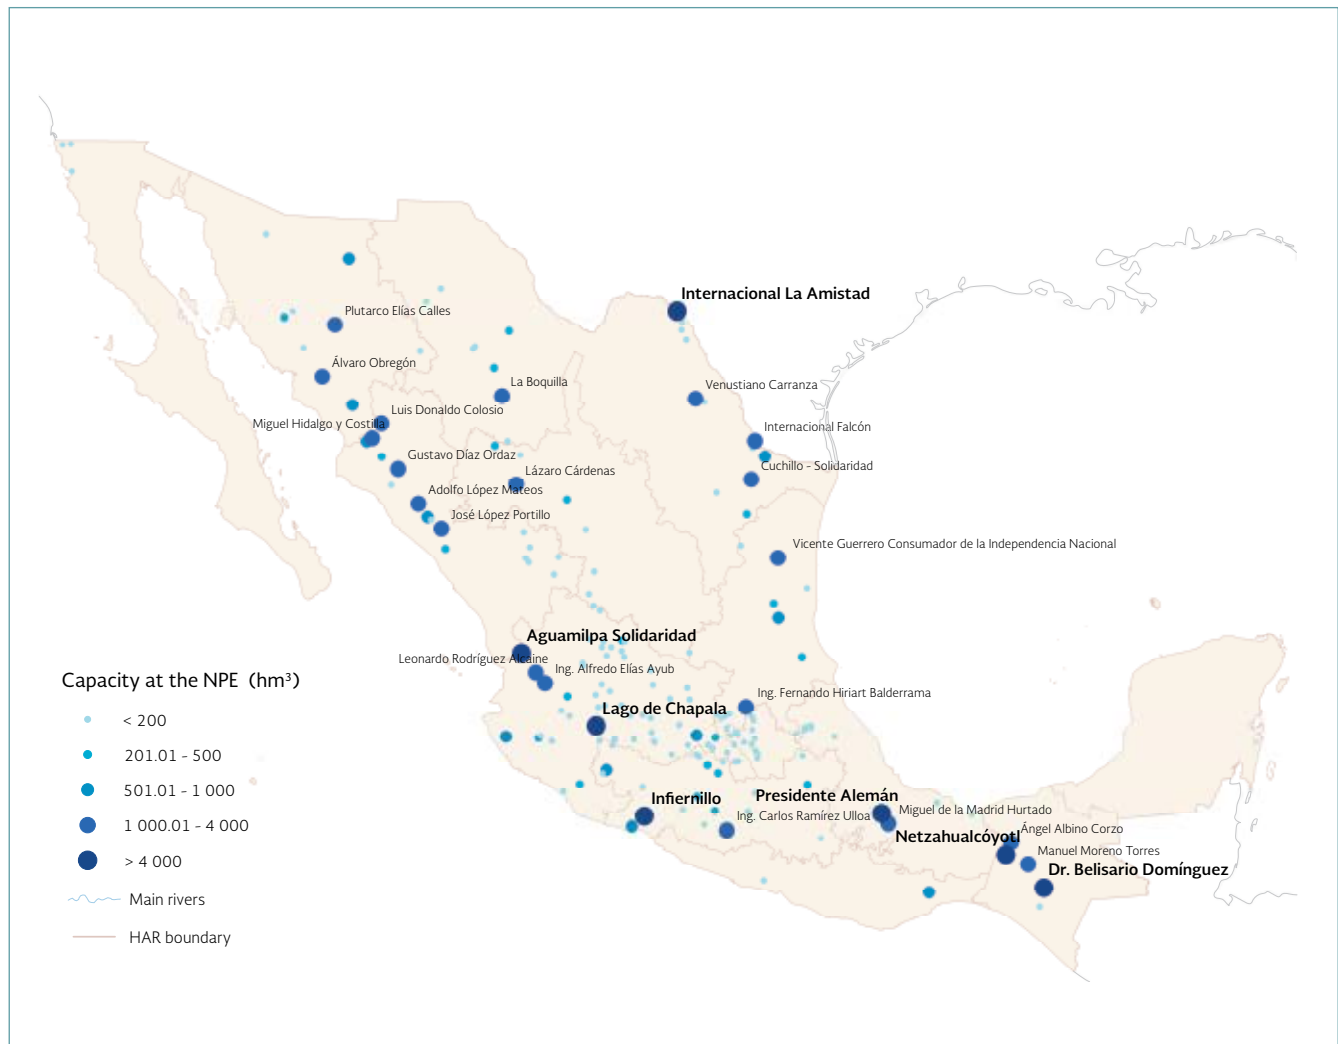 Internacional La Amistad
Plutarco Elías Calles
Álvaro Obregón
La Boquilla
Venustiano Carranza
Luis Donaldo Colosio
Miguel Hidalgo y Costilla
Internacional Falcón
Gustavo Díaz Ordaz
Cuchillo - Solidaridad
Lázaro Cárdenas
Adolfo López Mateos
José López Portillo
Vicente Guerrero Consumador de la Independencia Nacional
Aguamilpa Solidaridad
Leonardo Rodríguez Alcaine
Ing. Alfredo Elías Ayub
Ing. Fernando Hiriart Balderrama
Lago de Chapala
Infiernillo
Presidente Alemán
Miguel de la Madrid Hurtado
Ing. Carlos Ramírez Ulloa
Netzahualcóyotl
Ángel Albino Corzo
Manuel Moreno Torres
Dr. Belisario Domínguez
Capacity at the NPE (hm³)
< 200
201.01 - 500
501.01 - 1 000
1 000.01 - 4 000
> 4 000
Main rivers
HAR boundary